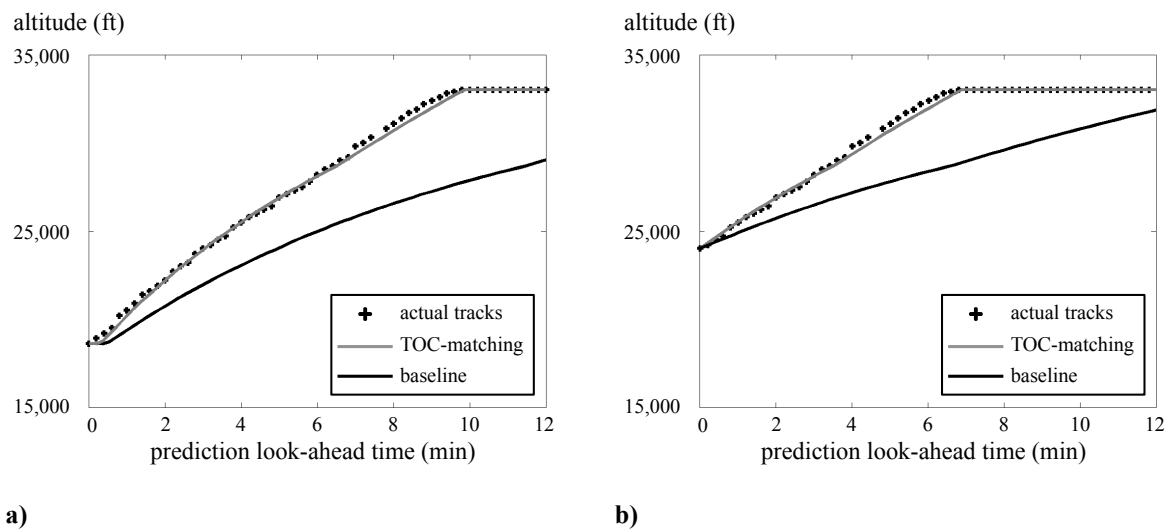 altitude (ft)
35,000
25,000
15,000
0 2 4 6 8 10 12
prediction look-ahead time (min)
actual tracks
TOC-matching
baseline
a)
altitude (ft)
35,000
25,000
15,000
0 2 4 6 8 10 12
prediction look-ahead time (min)
actual tracks
TOC-matching
baseline
b)